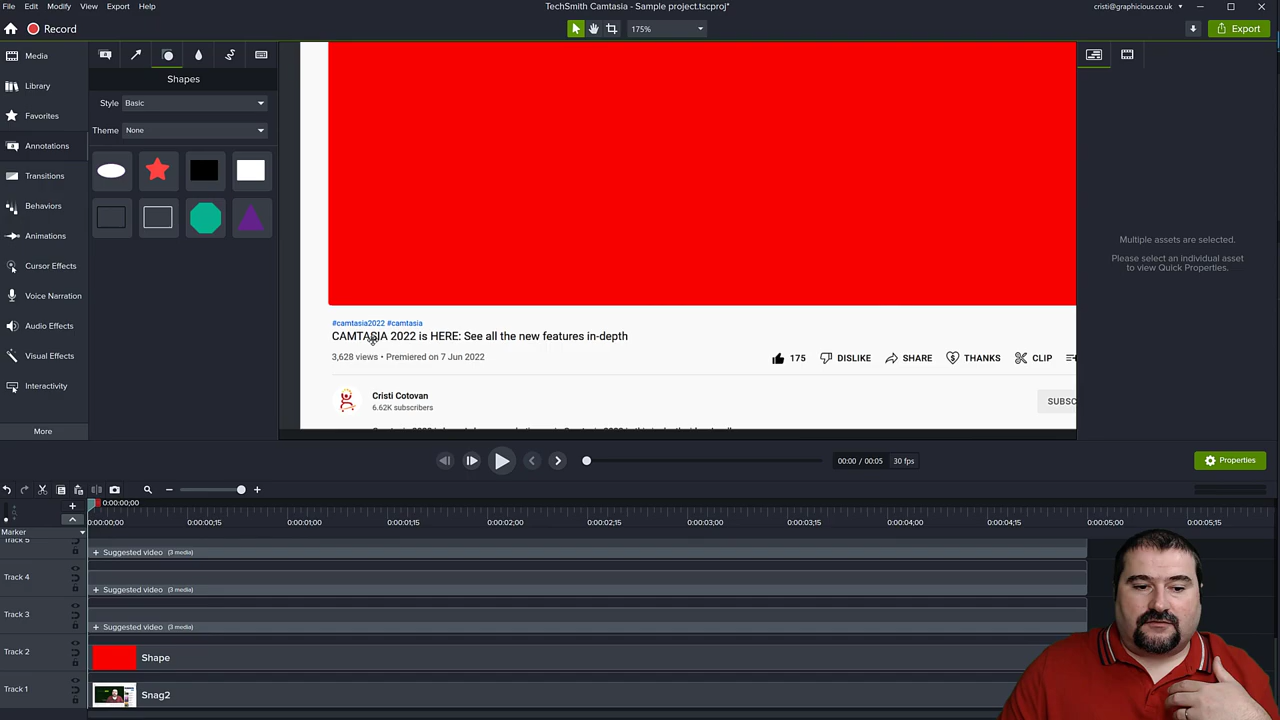 TechSmith Camtasia - Sample project.tscproj*
File Edit Modify View Export Help
cristi@graphicious.co.uk
Record
175%
Export
Media
Library
Favorites
Annotations
Transitions
Behaviors
Animations
Cursor Effects
Voice Narration
Audio Effects
Visual Effects
Interactivity
More
Shapes
Style Basic
Theme None
#camtasia2022 #camtasia
CAMTASIA 2022 is HERE: See all the new features in-depth
3,628 views • Premiered on 7 Jun 2022
175 DISLIKE SHARE THANKS CLIP
Cristi Cotovan
6.62K subscribers
SUBSC
Multiple assets are selected.
Please select an individual asset
to view Quick Properties.
00:00 / 00:05 30 fps
Properties
0:00:00;00
Marker
0:00:00;00 0:00:00;15 0:00:01;00 0:00:01;15 0:00:02;00 0:00:02;15 0:00:03;00 0:00:03;15 0:00:04;00 0:00:04;15 0:00:05;00 0:00:05;15
Track 5
+ Suggested video (3 media)
Track 4
+ Suggested video (3 media)
Track 3
+ Suggested video (3 media)
Track 2
Shape
Track 1
Snag2